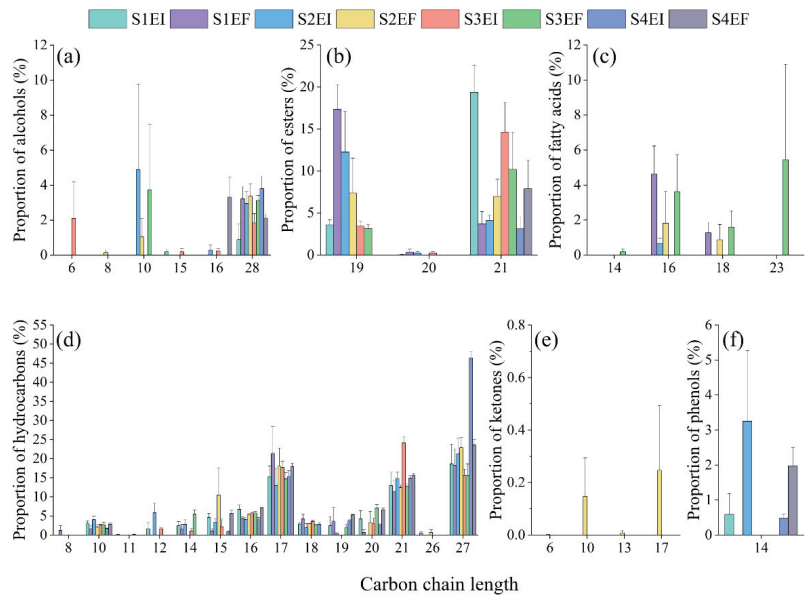 S1EI S1EF S2EI S2EF S3EI S3EF S4EI S4EF
(a)
Proportion of alcohols (%)
12
10
8
6
4
2
0
6 8 10 15 16 28
(b)
Proportion of esters (%)
25
20
15
10
5
0
19 20 21
(c)
Proportion of fatty acids (%)
12
10
8
6
4
2
0
14 16 18 23
(d)
Proportion of hydrocarbons (%)
55
50
45
40
35
30
25
20
15
10
5
0
8 10 11 12 14 15 16 17 18 19 20 21 26 27
(e)
Proportion of ketones (%)
0.8
0.6
0.4
0.2
0.0
6 10 13 17
(f)
Proportion of phenols (%)
6
5
4
3
2
1
0
14
Carbon chain length